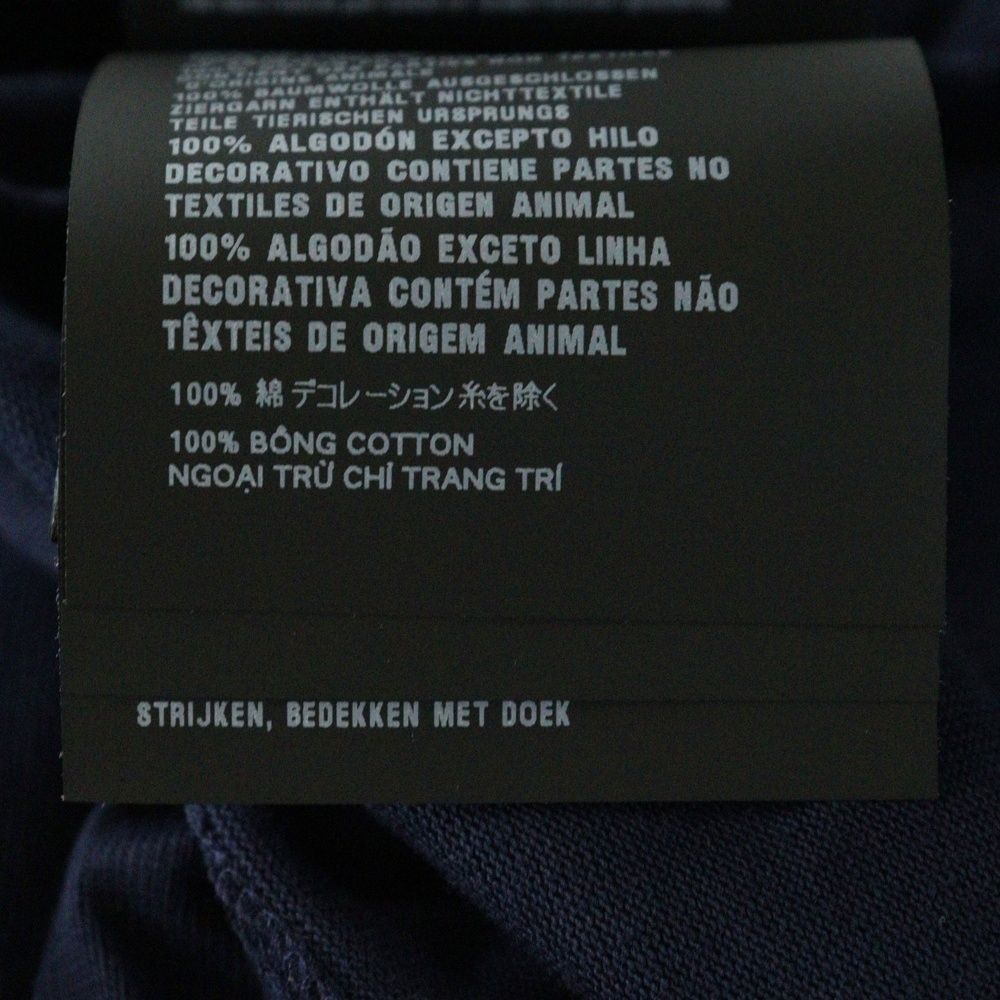 D'ORIGINE ANIMALE
100% BAUMWOLLE AUSGESCHLOSSEN
ZIERGARN ENTHÄLT NICHTTEXTILE
TEILE TIERISCHEN URSPRUNGS
100% ALGODÓN EXCEPTO HILO
DECORATIVO CONTIENE PARTES NO
TEXTILES DE ORIGEN ANIMAL
100% ALGODÃO EXCETO LINHA
DECORATIVA CONTÉM PARTES NÃO
TÊXTEIS DE ORIGEM ANIMAL
100% 綿 デコレーション糸を除く
100% BÔNG COTTON
NGOẠI TRỪ CHỈ TRANG TRÍ
STRIJKEN, BEDEKKEN MET DOEK